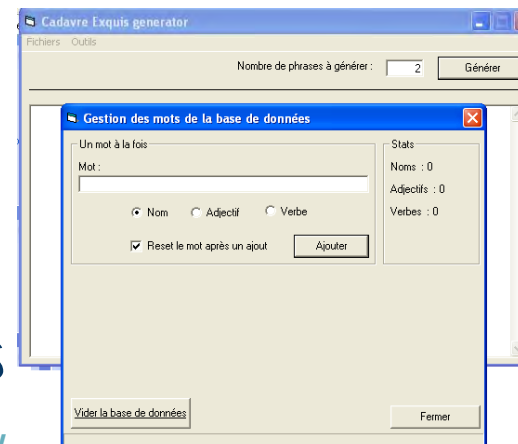 Cadavre Exquis generator
Fichiers Outils
Nombre de phrases à générer : 2 Générer
Gestion des mots de la base de données
Un mot à la fois
Stats
Mot :
Noms : 0
Adjectifs : 0
Nom Adjectif Verbe
Verbes : 0
Reset le mot après un ajout Ajouter
Vider la base de données
Fermer